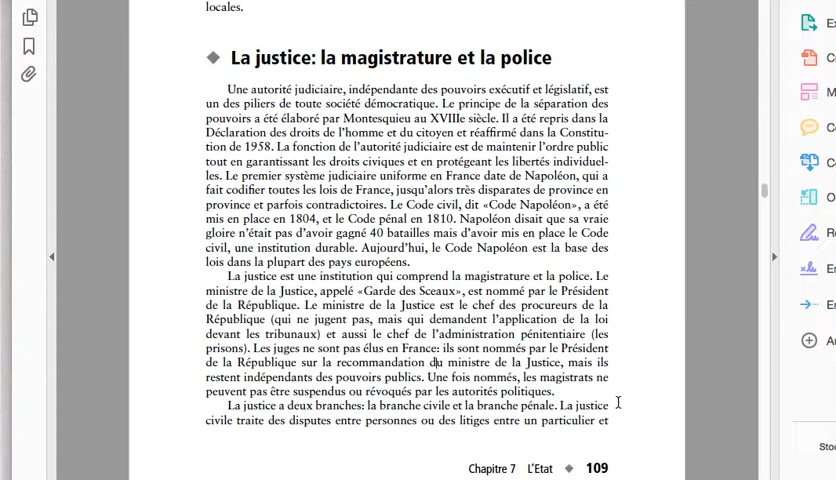 locales.
◆ La justice: la magistrature et la police
Une autorité judiciaire, indépendante des pouvoirs exécutif et législatif, est
un des piliers de toute société démocratique. Le principe de la séparation des
pouvoirs a été élaboré par Montesquieu au XVIIIe siècle. Il a été repris dans la
Déclaration des droits de l'homme et du citoyen et réaffirmé dans la Constitu-
tion de 1958. La fonction de l'autorité judiciaire est de maintenir l'ordre public
tout en garantissant les droits civiques et en protégeant les libertés individuel-
les. Le premier système judiciaire uniforme en France date de Napoléon, qui a
fait codifier toutes les lois de France, jusqu'alors très disparates de province en
province et parfois contradictoires. Le Code civil, dit «Code Napoléon», a été
mis en place en 1804, et le Code pénal en 1810. Napoléon disait que sa vraie
gloire n'était pas d'avoir gagné 40 batailles mais d'avoir mis en place le Code
civil, une institution durable. Aujourd'hui, le Code Napoléon est la base des
lois dans la plupart des pays européens.
La justice est une institution qui comprend la magistrature et la police. Le
ministre de la Justice, appelé «Garde des Sceaux», est nommé par le Président
de la République. Le ministre de la Justice est le chef des procureurs de la
République (qui ne jugent pas, mais qui demandent l'application de la loi
devant les tribunaux) et aussi le chef de l'administration pénitentiaire (les
prisons). Les juges ne sont pas élus en France: ils sont nommés par le Président
de la République sur la recommandation du ministre de la Justice, mais ils
restent indépendants des pouvoirs publics. Une fois nommés, les magistrats ne
peuvent pas être suspendus ou révoqués par les autorités politiques.
La justice a deux branches: la branche civile et la branche pénale. La justice
civile traite des disputes entre personnes ou des litiges entre un particulier et
Chapitre 7 L'Etat ◆ 109
Ex
M
Co
O
Re
En
Stoc